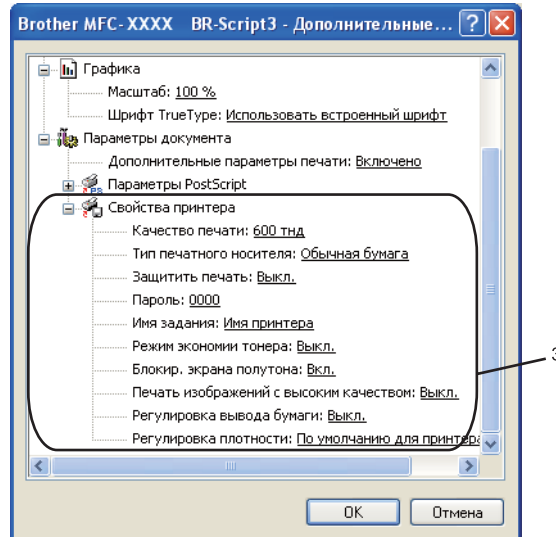 Brother MFC-XXXX BR-Script3 - Дополнительные...
Графика
Масштаб: 100 %
Шрифт TrueType: Использовать встроенный шрифт
Параметры документа
Дополнительные параметры печати: Включено
Параметры PostScript
Свойства принтера
Качество печати: 600 тнд
Тип печатного носителя: Обычная бумага
Защитить печать: Выкл.
Пароль: 0000
Имя задания: Имя принтера
Режим экономии тонера: Выкл.
Блокир. экрана полутона: Вкл.
Печать изображений с высоким качеством: Выкл.
Регулировка вывода бумаги: Выкл.
Регулировка плотности: По умолчанию для принтера
OK Отмена